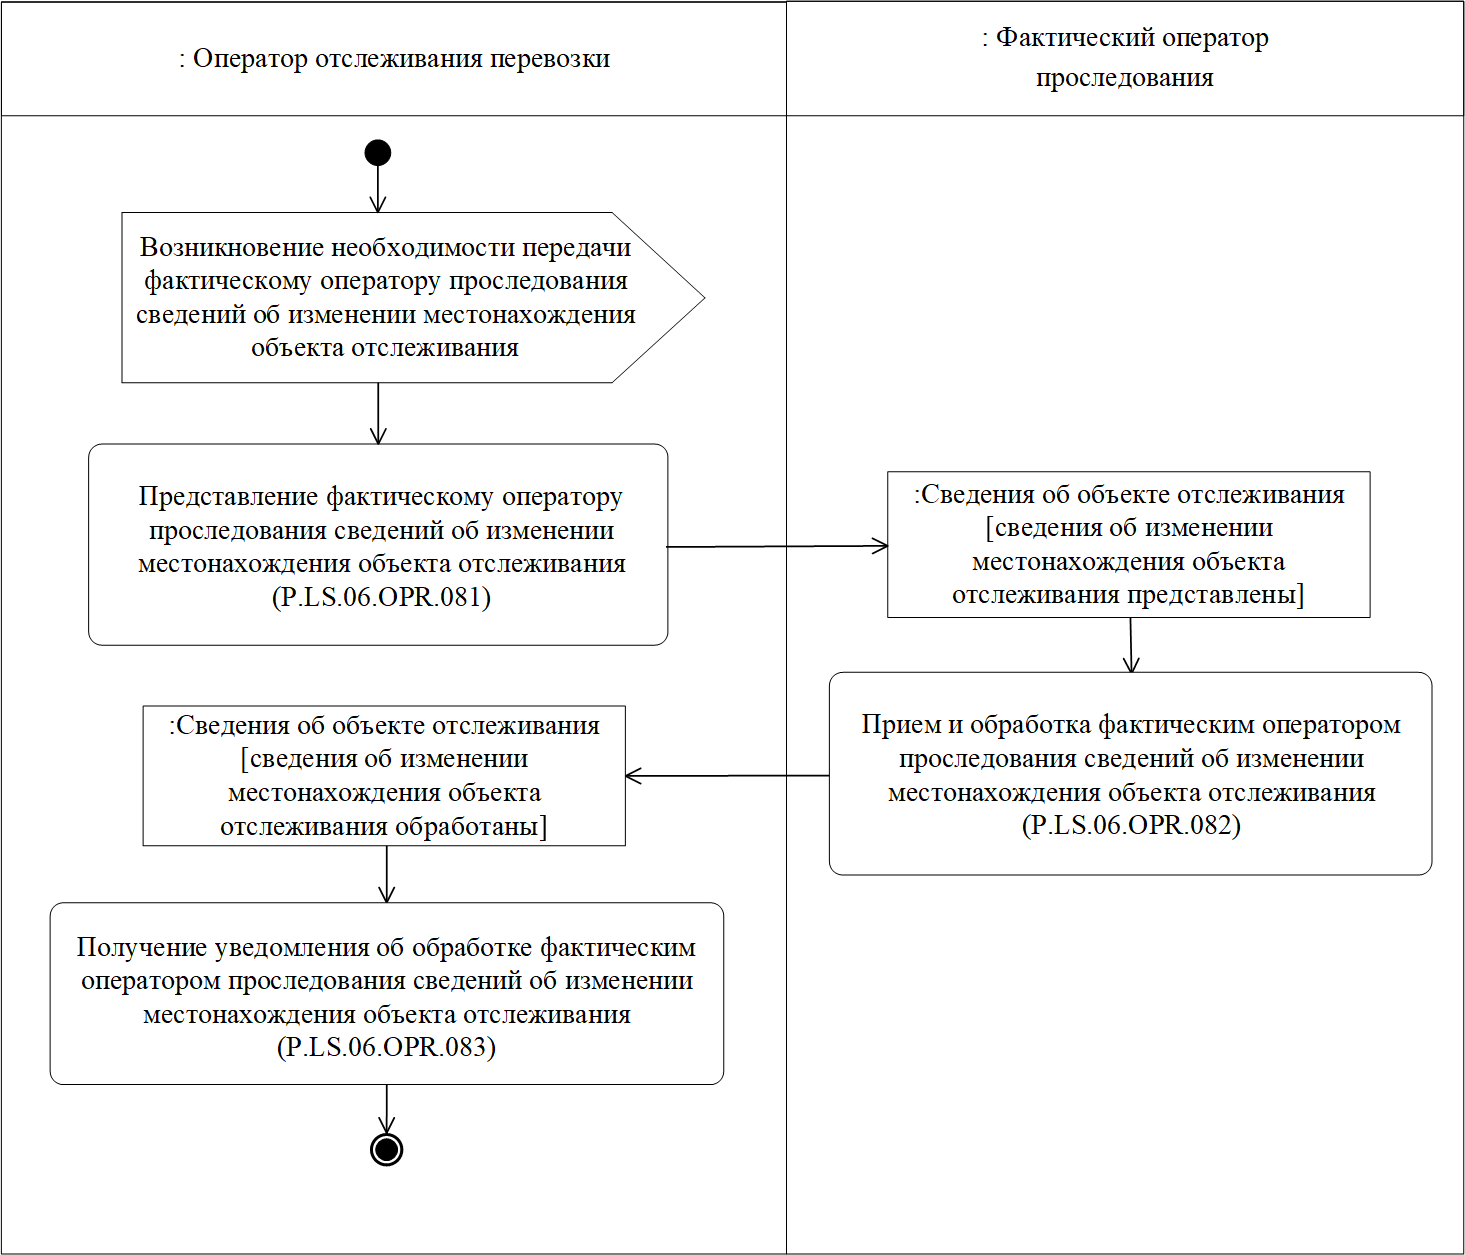 : Оператор отслеживания перевозки
: Фактический оператор
проследования
Возникновение необходимости передачи
фактическому оператору проследования
сведений об изменении местонахождения
объекта отслеживания
Представление фактическому оператору
проследования сведений об изменении
местонахождения объекта отслеживания
(P.LS.06.OPR.081)
:Сведения об объекте отслеживания
[сведения об изменении
местонахождения объекта
отслеживания представлены]
Прием и обработка фактическим оператором
проследования сведений об изменении
местонахождения объекта отслеживания
(P.LS.06.OPR.082)
:Сведения об объекте отслеживания
[сведения об изменении
местонахождения объекта
отслеживания обработаны]
Получение уведомления об обработке фактическим
оператором проследования сведений об изменении
местонахождения объекта отслеживания
(P.LS.06.OPR.083)